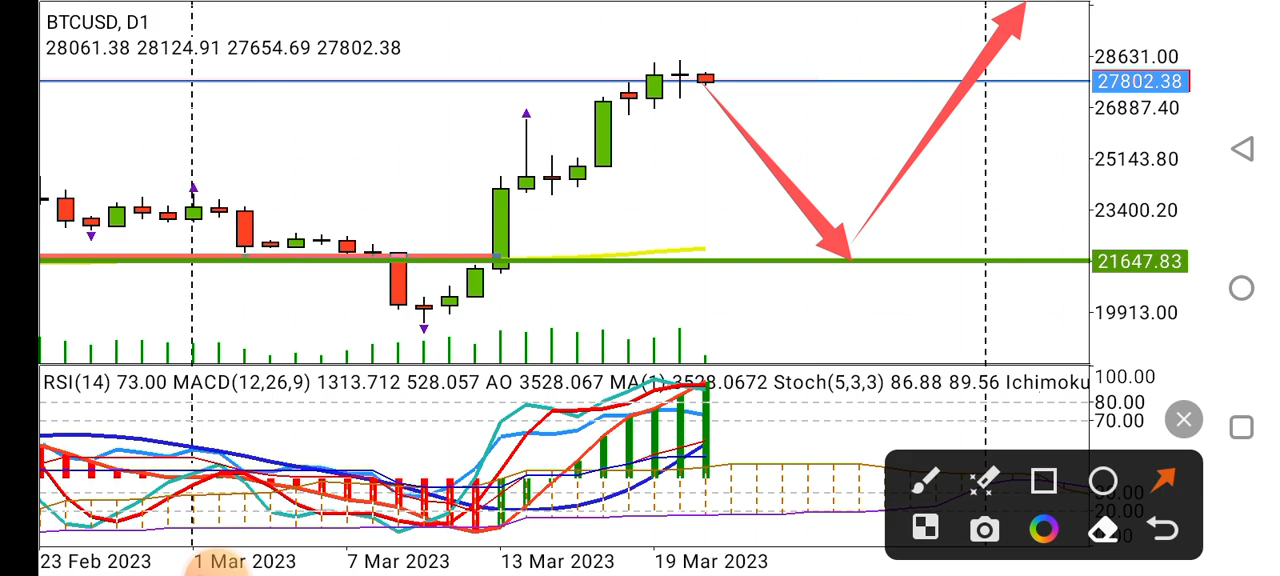 BTCUSD, D1
28061.38 28124.91 27654.69 27802.38
28631.00
27802.38
26887.40
25143.80
23400.20
21647.83
19913.00
RSI(14) 73.00 MACD(12,26,9) 1313.712 528.057 AO 3528.067 MA(1) 3528.0672 Stoch(5,3,3) 86.88 89.56 Ichimoku
100.00
80.00
70.00
20.00
23 Feb 2023 1 Mar 2023 7 Mar 2023 13 Mar 2023 19 Mar 2023